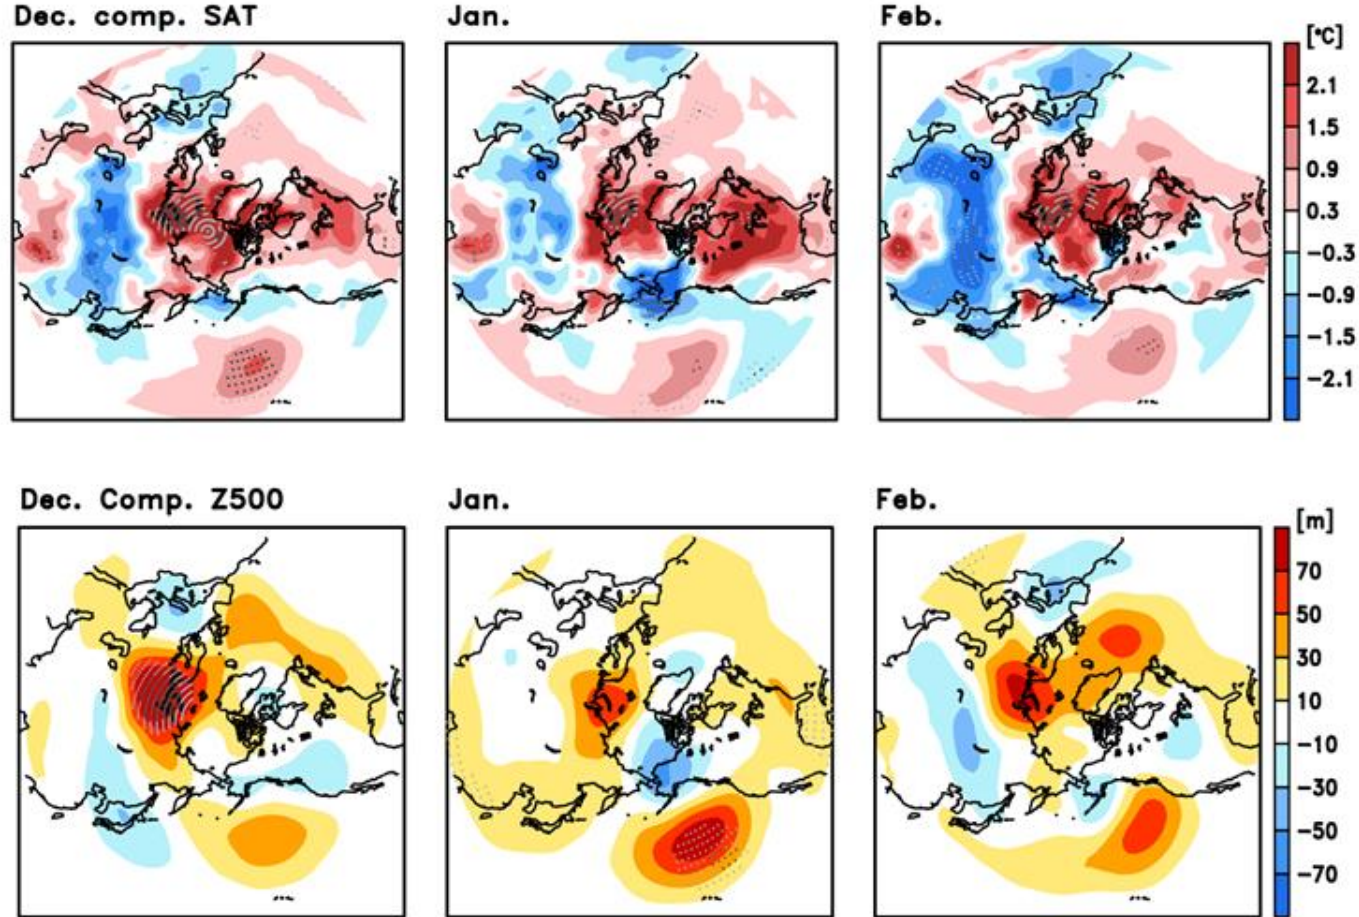 Dec. comp. SAT
Jan.
Feb.
[°C]
2.1
1.5
0.9
0.3
−0.3
−0.9
−1.5
−2.1
Dec. Comp. Z500
Jan.
Feb.
[m]
70
50
30
10
−10
−30
−50
−70